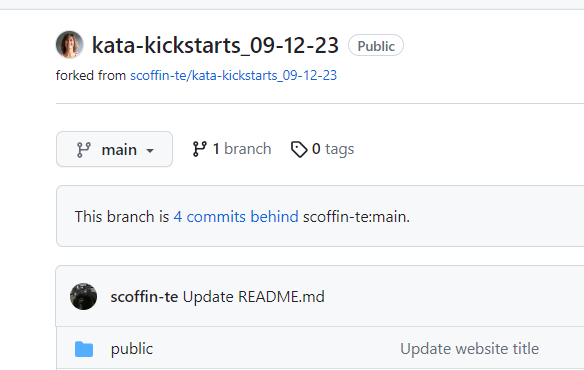 kata-kickstarts_09-12-23 Public
forked from scoffin-te/kata-kickstarts_09-12-23
main 1 branch 0 tags
This branch is 4 commits behind scoffin-te:main.
scoffin-te Update README.md
public Update website title